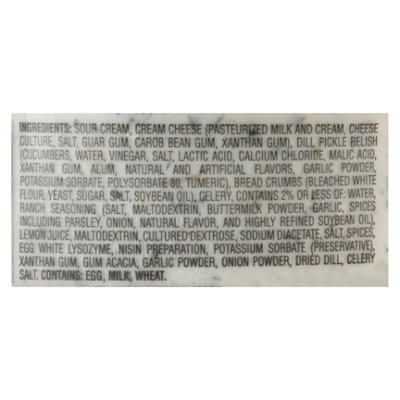 INGREDIENTS: SOUR CREAM, CREAM CHEESE (PASTEURIZED MILK AND CREAM, CHEESE
CULTURE, SALT, GUAR GUM, CAROB BEAN GUM, XANTHAN GUM), DILL PICKLE RELISH
(CUCUMBERS, WATER, VINEGAR, SALT, LACTIC ACID, CALCIUM CHLORIDE, MALIC ACID,
XANTHAN GUM, ALUM, NATURAL AND ARTIFICIAL FLAVORS, GARLIC POWDER,
POTASSIUM SORBATE, POLYSORBATE 80, TUMERIC), BREAD CRUMBS (BLEACHED WHITE
FLOUR, YEAST, SUGAR, SALT, SOYBEAN OIL), CELERY, CONTAINS 2% OR LESS OF: WATER,
RANCH SEASONING (SALT, MALTODEXTRIN, BUTTERMILK POWDER, GARLIC, SPICES
INCLUDING PARSLEY, ONION, NATURAL FLAVOR, AND HIGHLY REFINED SOYBEAN OIL),
LEMON JUICE, MALTODEXTRIN, CULTURED DEXTROSE, SODIUM DIACETATE, SALT, SPICES,
EGG WHITE LYSOZYME, NISIN PREPARATION, POTASSIUM SORBATE (PRESERVATIVE),
XANTHAN GUM, GUM ACACIA, GARLIC POWDER, ONION POWDER, DRIED DILL, CELERY
SALT. CONTAINS: EGG, MILK, WHEAT.